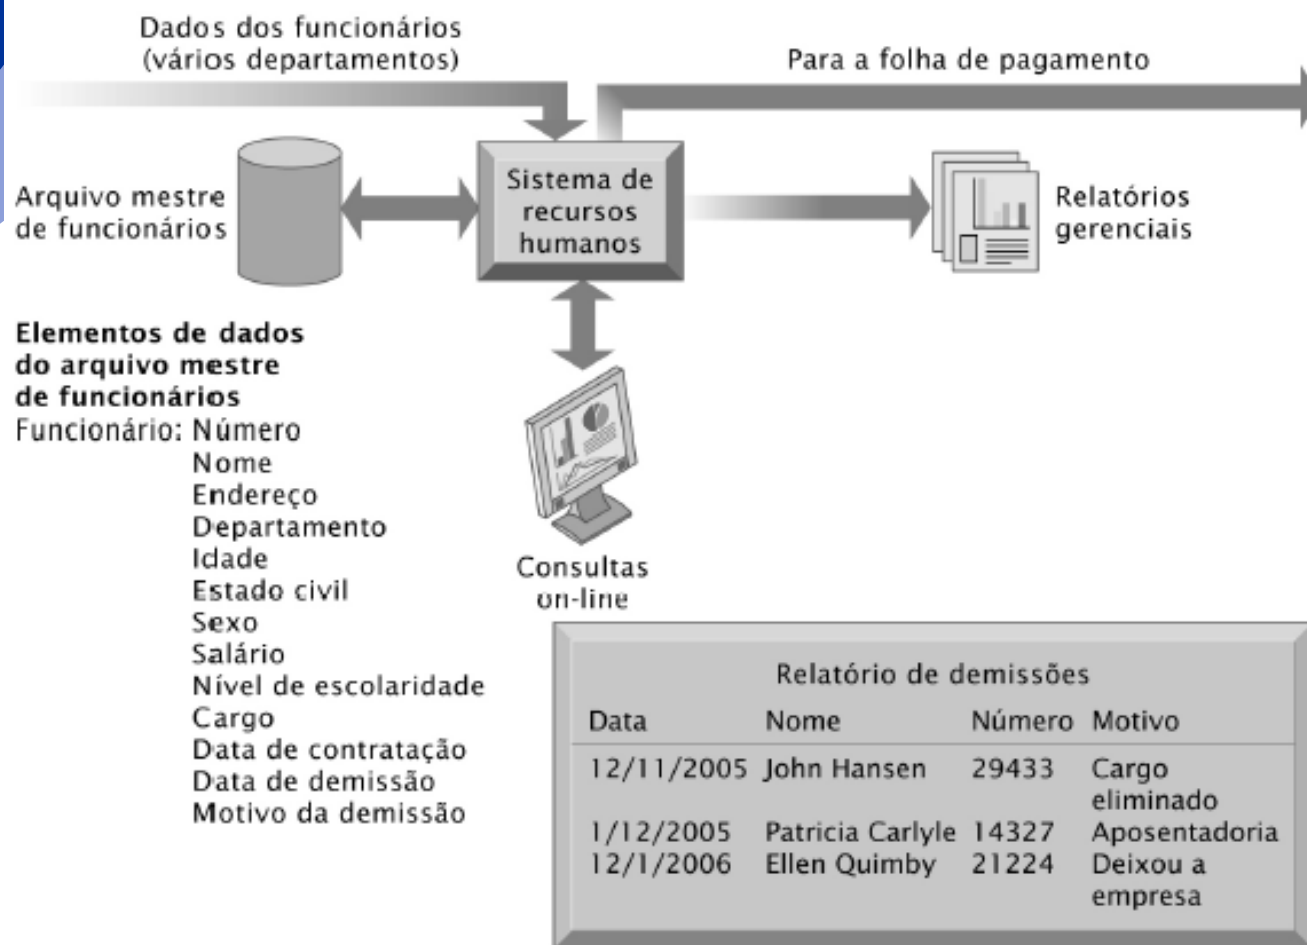 Dados dos funcionários
(vários departamentos)
Para a folha de pagamento
Arquivo mestre
de funcionários
Sistema de
recursos
humanos
Relatórios
gerenciais
Elementos de dados
do arquivo mestre
de funcionários
Funcionário: Número
Nome
Endereço
Departamento
Idade
Estado civil
Sexo
Salário
Nível de escolaridade
Cargo
Data de contratação
Data de demissão
Motivo da demissão
Consultas
on-line
Relatório de demissões
Data Nome Número Motivo
12/11/2005 John Hansen 29433 Cargo
eliminado
1/12/2005 Patricia Carlyle 14327 Aposentadoria
12/1/2006 Ellen Quimby 21224 Deixou a
empresa